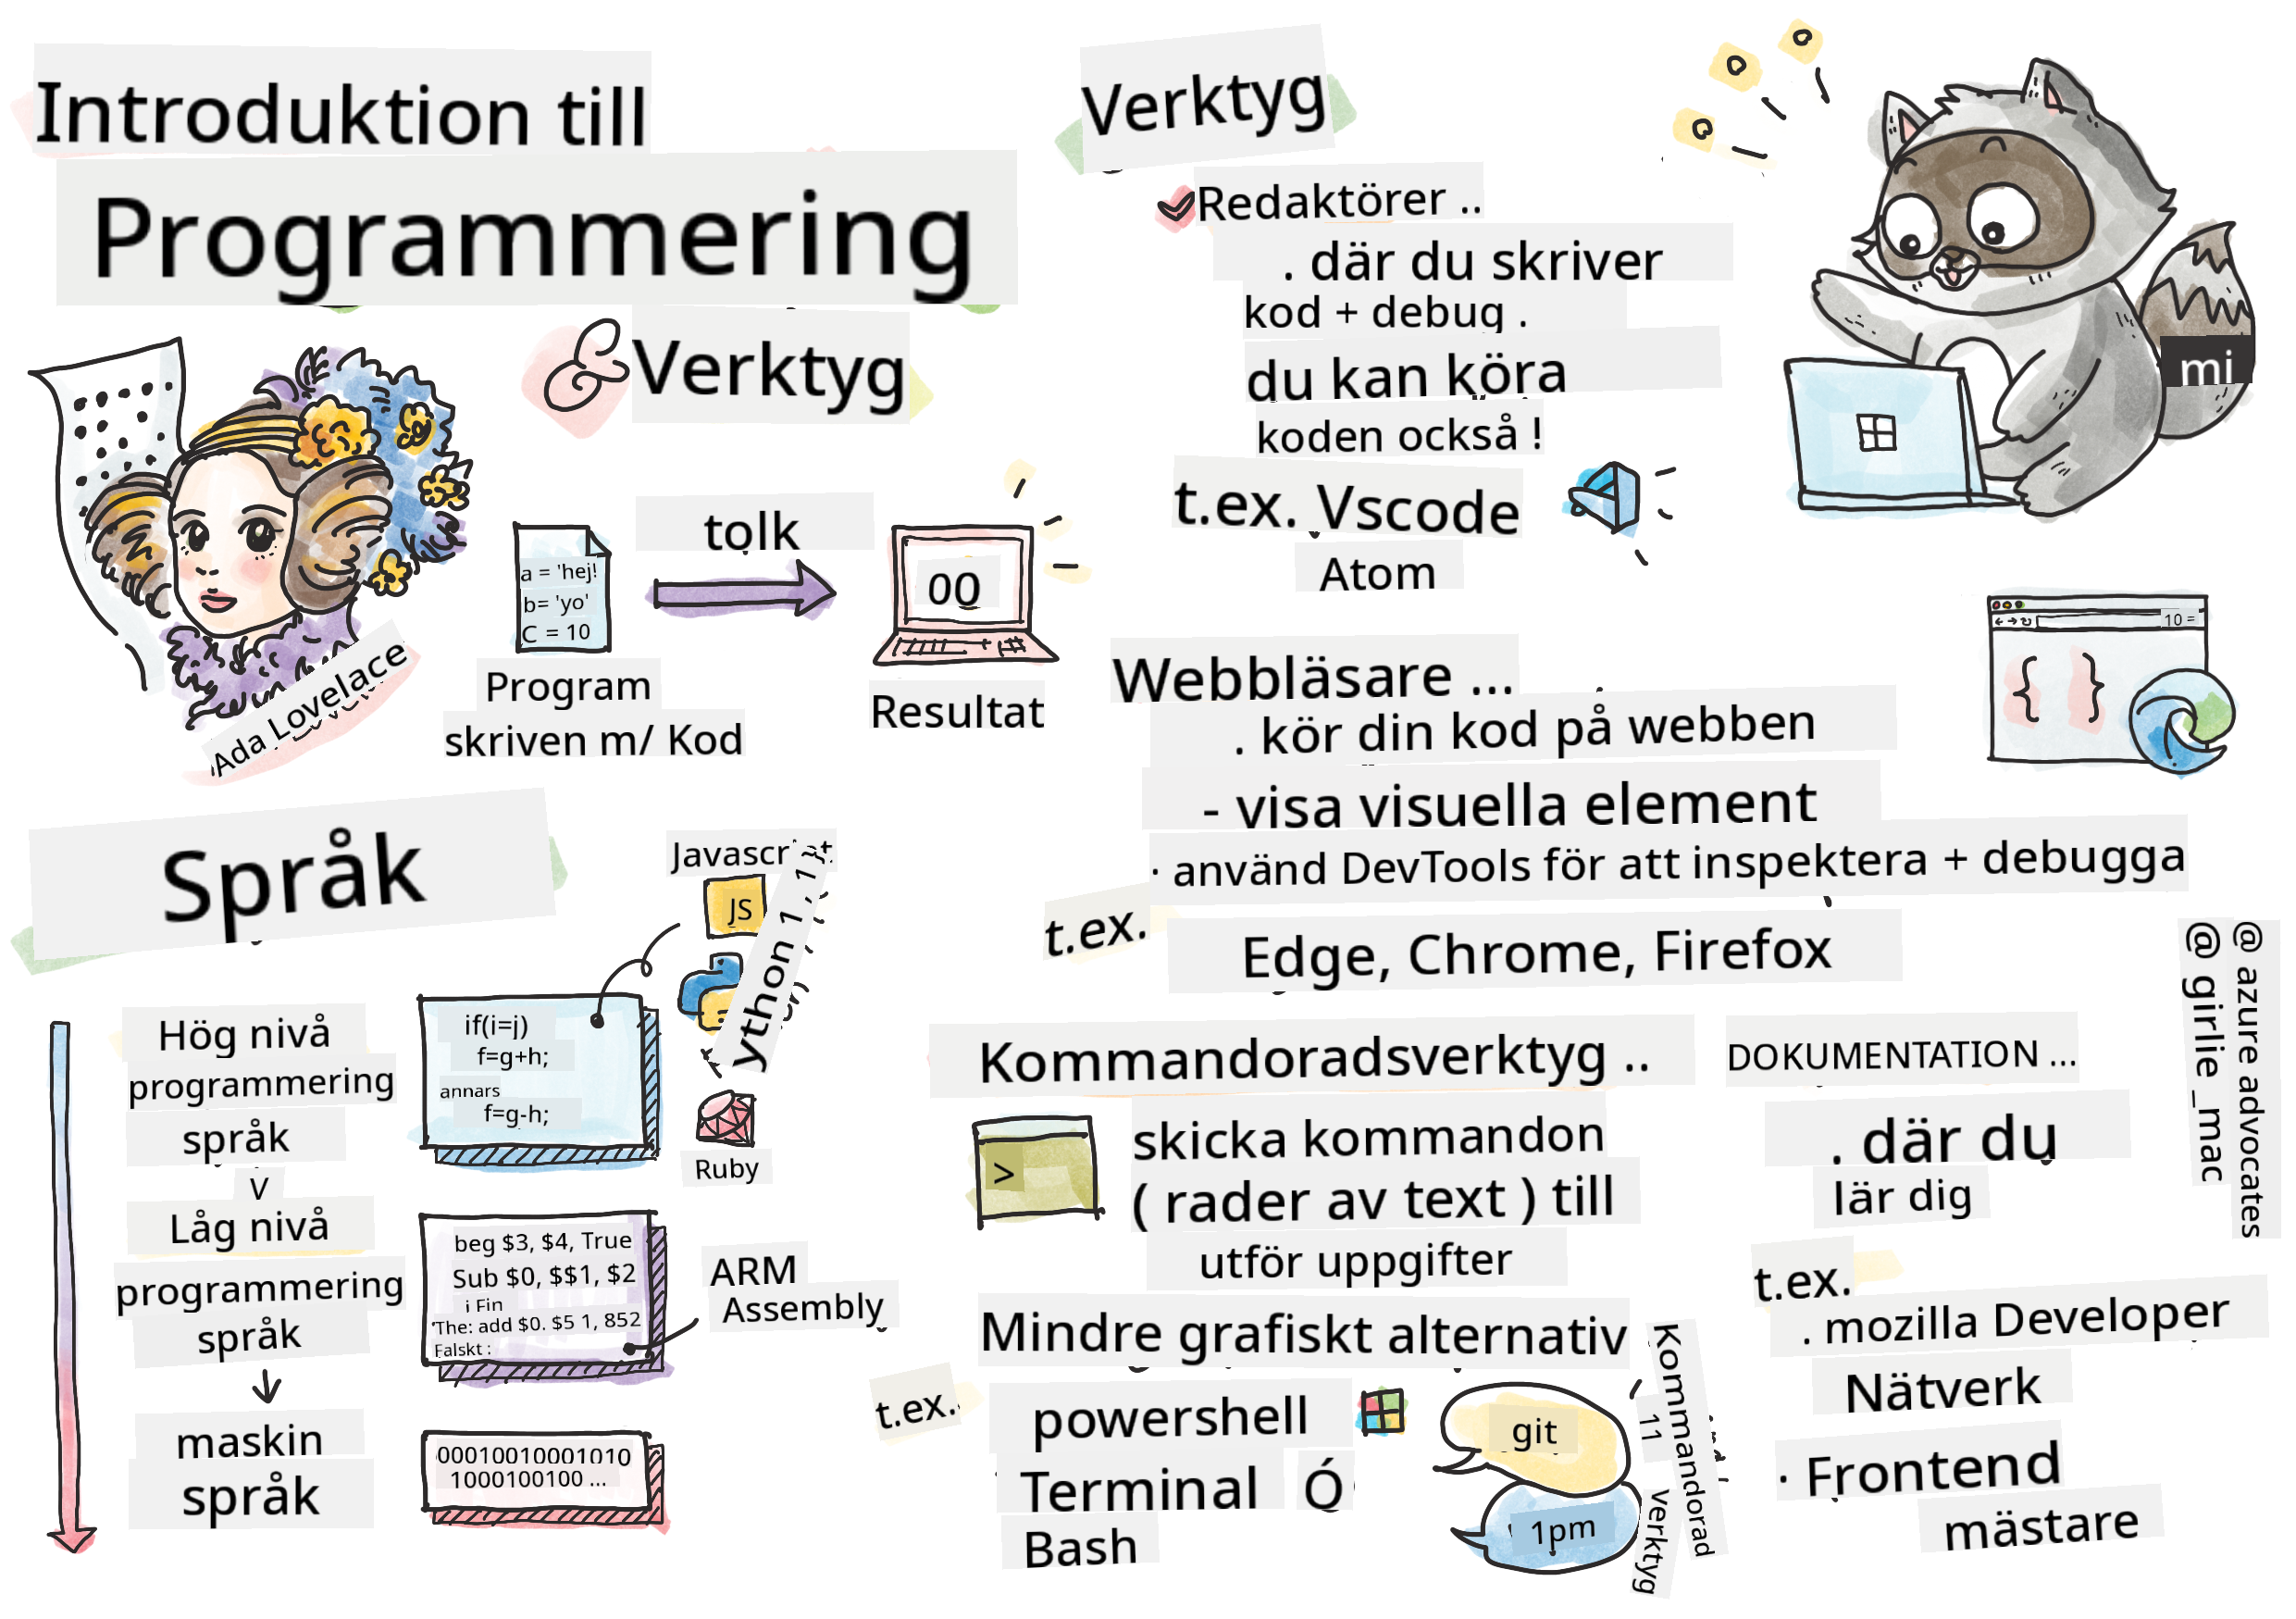 Introduktion till
Programmering
& Verktyg
a = 'hej!
b= 'yo'
C = 10
tolk
00
Program
skriven m/ Kod
Resultat
Ada Lovelace
Språk
Hög nivå
programmering
språk
V
Låg nivå
programmering
språk
maskin
språk
if(i=j)
f=g+h;
annars
f=g-h;
Javascript
JS
ython 1, 1
Ruby
beg $3, $4, True
Sub $0, $$1, $2
j Fin
'The: add $0. $5 1, 852
Falskt :
ARM
Assembly
00010010001010
1000100100 ...
Verktyg
Redaktörer ..
. där du skriver
kod + debug .
du kan köra
koden också !
t.ex. Vscode
Atom
mi
Webbläsare ...
. kör din kod på webben
- visa visuella element
· använd DevTools för att inspektera + debugga
t.ex.
Edge, Chrome, Firefox
10 =
{ }
Kommandoradsverktyg ..
>
skicka kommandon
( rader av text ) till
utför uppgifter
Mindre grafiskt alternativ
t.ex.
powershell
Terminal Ó
Bash
git
1pm
Kommandorad
11 verktyg
DOKUMENTATION ...
. där du
lär dig
t.ex.
. mozilla Developer
Nätverk
· Frontend
mästare
@ azure advocates
@ girlie_mac